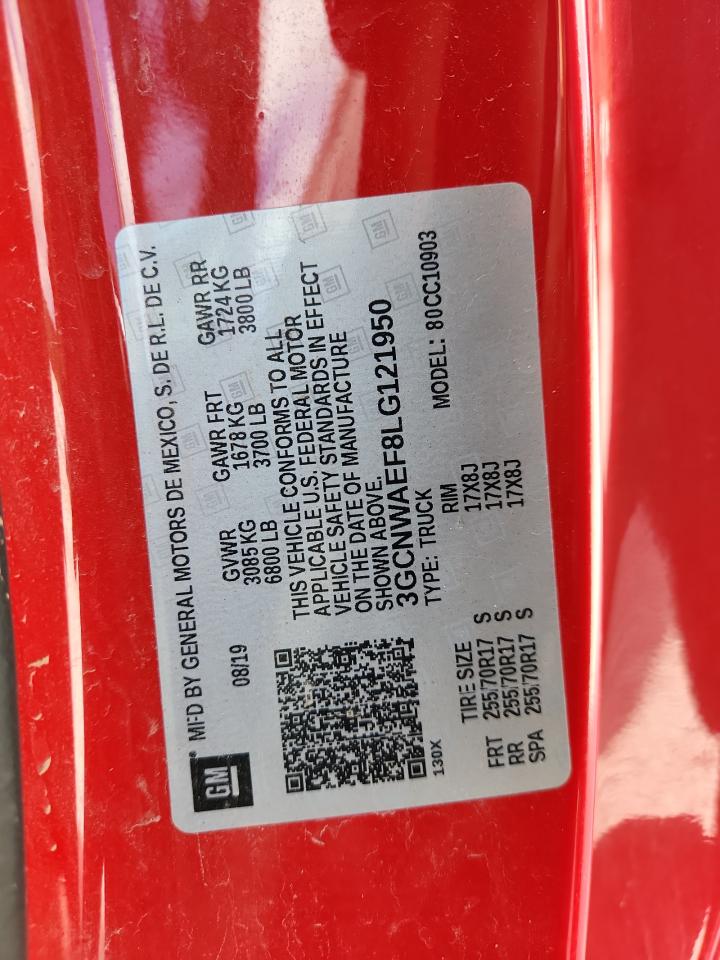 GM
® MFD BY GENERAL MOTORS DE MEXICO, S. DE R.L. DE C.V.
08/19
GVWR GAWR FRT GAWR RR
3085 KG 1678 KG 1724 KG
6800 LB 3700 LB 3800 LB
THIS VEHICLE CONFORMS TO ALL
APPLICABLE U.S. FEDERAL MOTOR
VEHICLE SAFETY STANDARDS IN EFFECT
ON THE DATE OF MANUFACTURE
SHOWN ABOVE.
3GCNWAEF8LG121950
TYPE: TRUCK MODEL: 80CC10903
130X
TIRE SIZE RIM
FRT 255/70R17 S 17X8J
RR 255/70R17 S 17X8J
SPA 255/70R17 S 17X8J